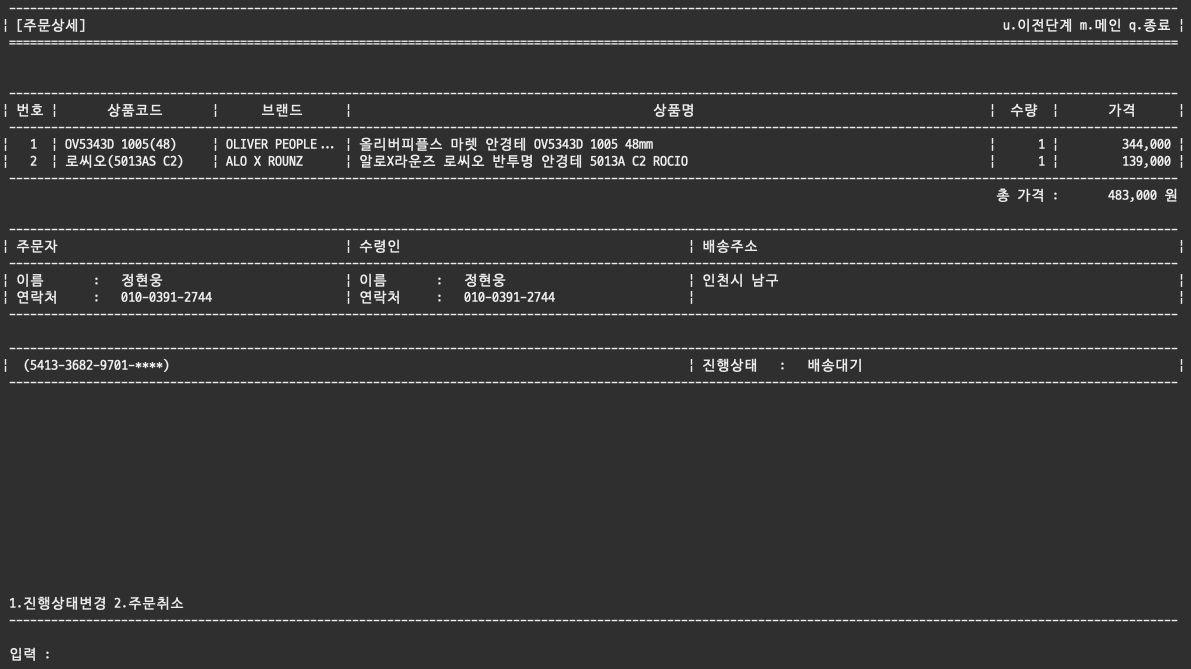 [주문상세] u.이전단계 m.메인 q.종료
번호 | 상품코드 | 브랜드 | 상품명 | 수량 | 가격
1 | OV5343D 1005(48) | OLIVER PEOPLE... | 올리버피플스 마렛 안경테 OV5343D 1005 48mm | 1 | 344,000
2 | 로씨오(5013AS C2) | ALO X ROUNZ | 알로X라운즈 로씨오 반투명 안경테 5013A C2 ROCIO | 1 | 139,000
총 가격 : 483,000 원
주문자 | 수령인 | 배송주소
이름 : 정현웅 | 이름 : 정현웅 | 인천시 남구
연락처 : 010-0391-2744 | 연락처 : 010-0391-2744
(5413-3682-9701-****) | 진행상태 : 배송대기
1.진행상태변경 2.주문취소
입력 :